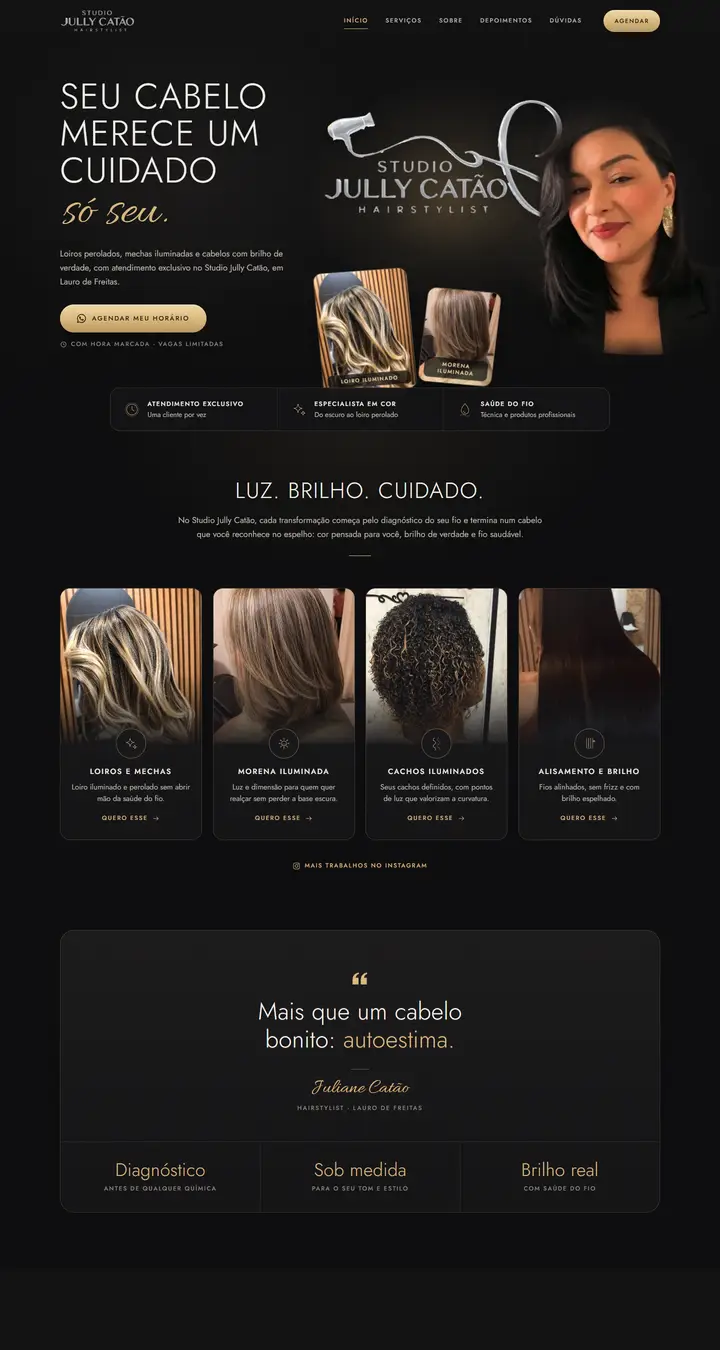 STUDIO
JULLY CATÃO
HAIRSTYLIST
INÍCIO
SERVIÇOS
SOBRE
DEPOIMENTOS
DÚVIDAS
AGENDAR
SEU CABELO
MERECE UM
CUIDADO
só seu.
Loiros perolados, mechas iluminadas e cabelos com brilho de
verdade, com atendimento exclusivo no Studio Jully Catão, em
Lauro de Freitas.
AGENDAR MEU HORÁRIO
COM HORA MARCADA · VAGAS LIMITADAS
STUDIO
JULLY CATÃO
HAIRSTYLIST
LOIRO ILUMINADO
MORENA
ILUMINADA
ATENDIMENTO EXCLUSIVO
Uma cliente por vez
ESPECIALISTA EM COR
Do escuro ao loiro perolado
SAÚDE DO FIO
Técnica e produtos profissionais
LUZ. BRILHO. CUIDADO.
No Studio Jully Catão, cada transformação começa pelo diagnóstico do seu fio e termina num cabelo
que você reconhece no espelho: cor pensada para você, brilho de verdade e fio saudável.
LOIROS E MECHAS
Loiro iluminado e perolado sem abrir
mão da saúde do fio.
QUERO ESSE →
MORENA ILUMINADA
Luz e dimensão para quem quer
realçar sem perder a base escura.
QUERO ESSE →
CACHOS ILUMINADOS
Seus cachos definidos, com pontos
de luz que valorizam a curvatura.
QUERO ESSE →
ALISAMENTO E BRILHO
Fios alinhados, sem frizz e com
brilho espelhado.
QUERO ESSE →
MAIS TRABALHOS NO INSTAGRAM
❝
Mais que um cabelo
bonito: autoestima.
Juliane Catão
HAIRSTYLIST · LAURO DE FREITAS
Diagnóstico
ANTES DE QUALQUER QUÍMICA
Sob medida
PARA O SEU TOM E ESTILO
Brilho real
COM SAÚDE DO FIO